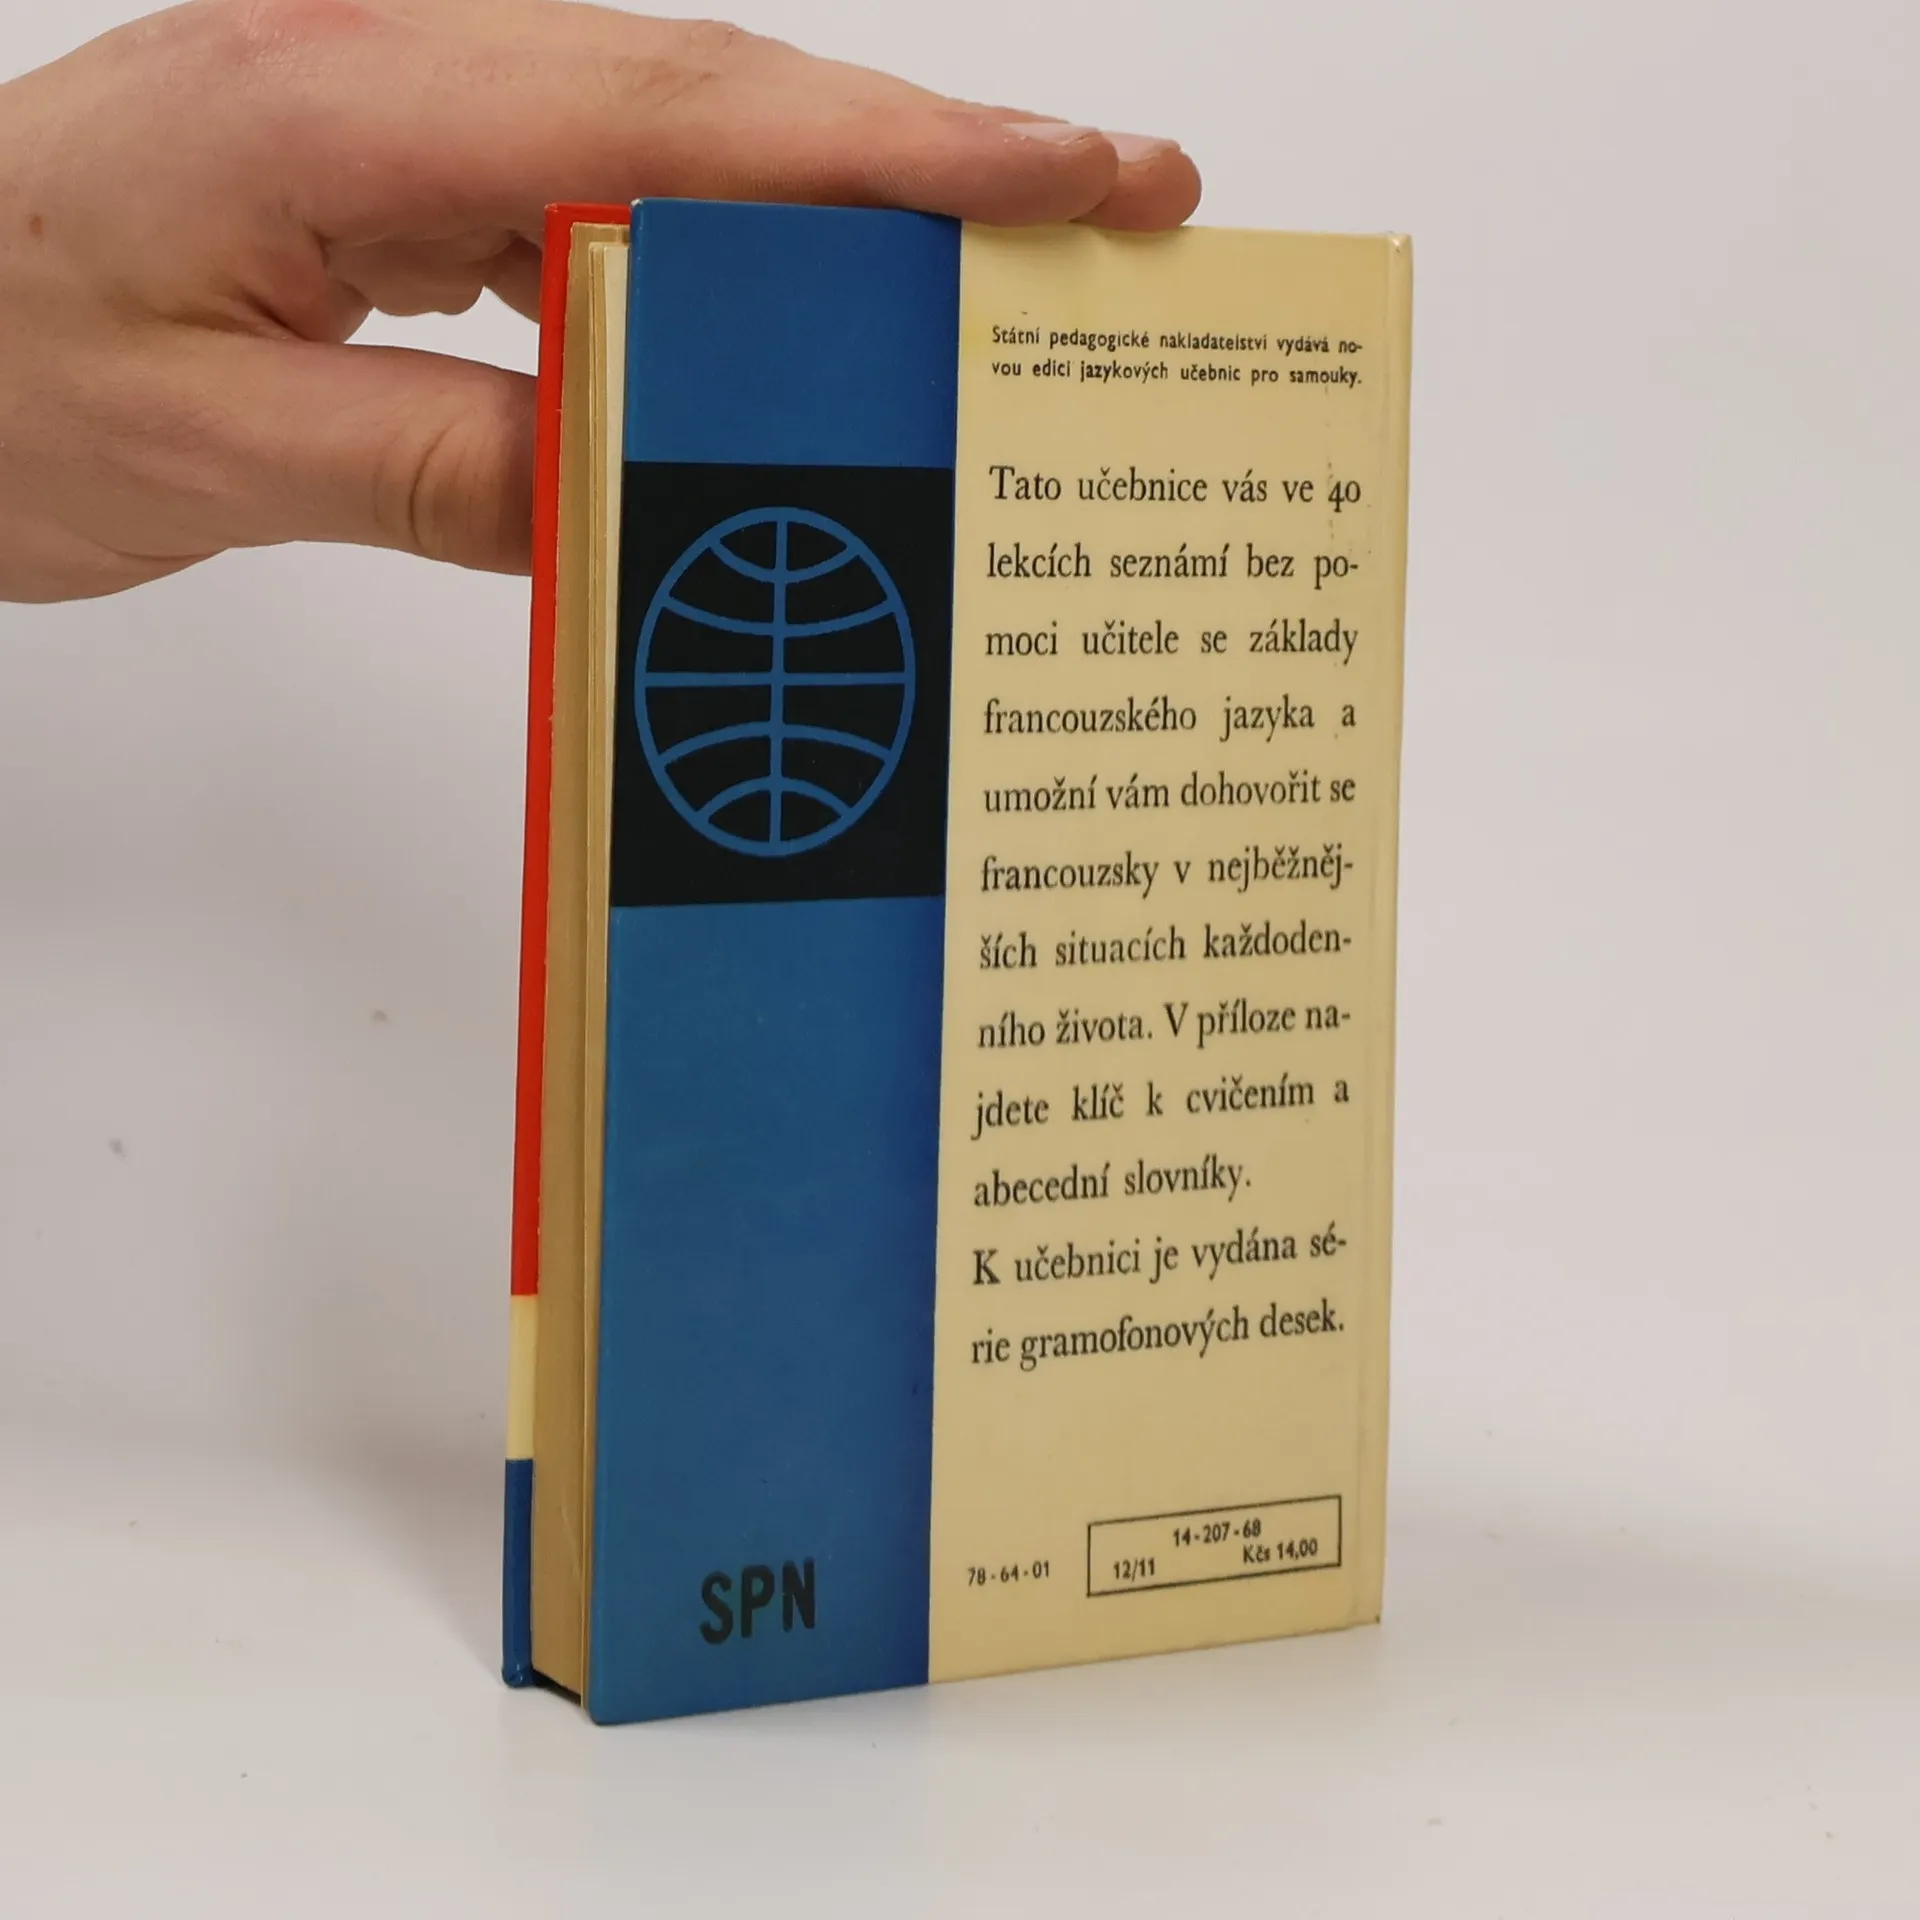 Státní pedagogické nakladatelství vydává no-
vou edici jazykových učebnic pro samouky.
Tato učebnice vás ve 40
lekcích seznámí bez po-
moci učitele se základy
francouzského jazyka a
umožní vám dohovořit se
francouzsky v nejběžněj-
ších situacích každoden-
ního života. V příloze na-
jdete klíč k cvičením a
abecední slovníky.
K učebnici je vydána sé-
rie gramofonových desek.
SPN
78-64-01
14-207-68
12/11 Kčs 14,00